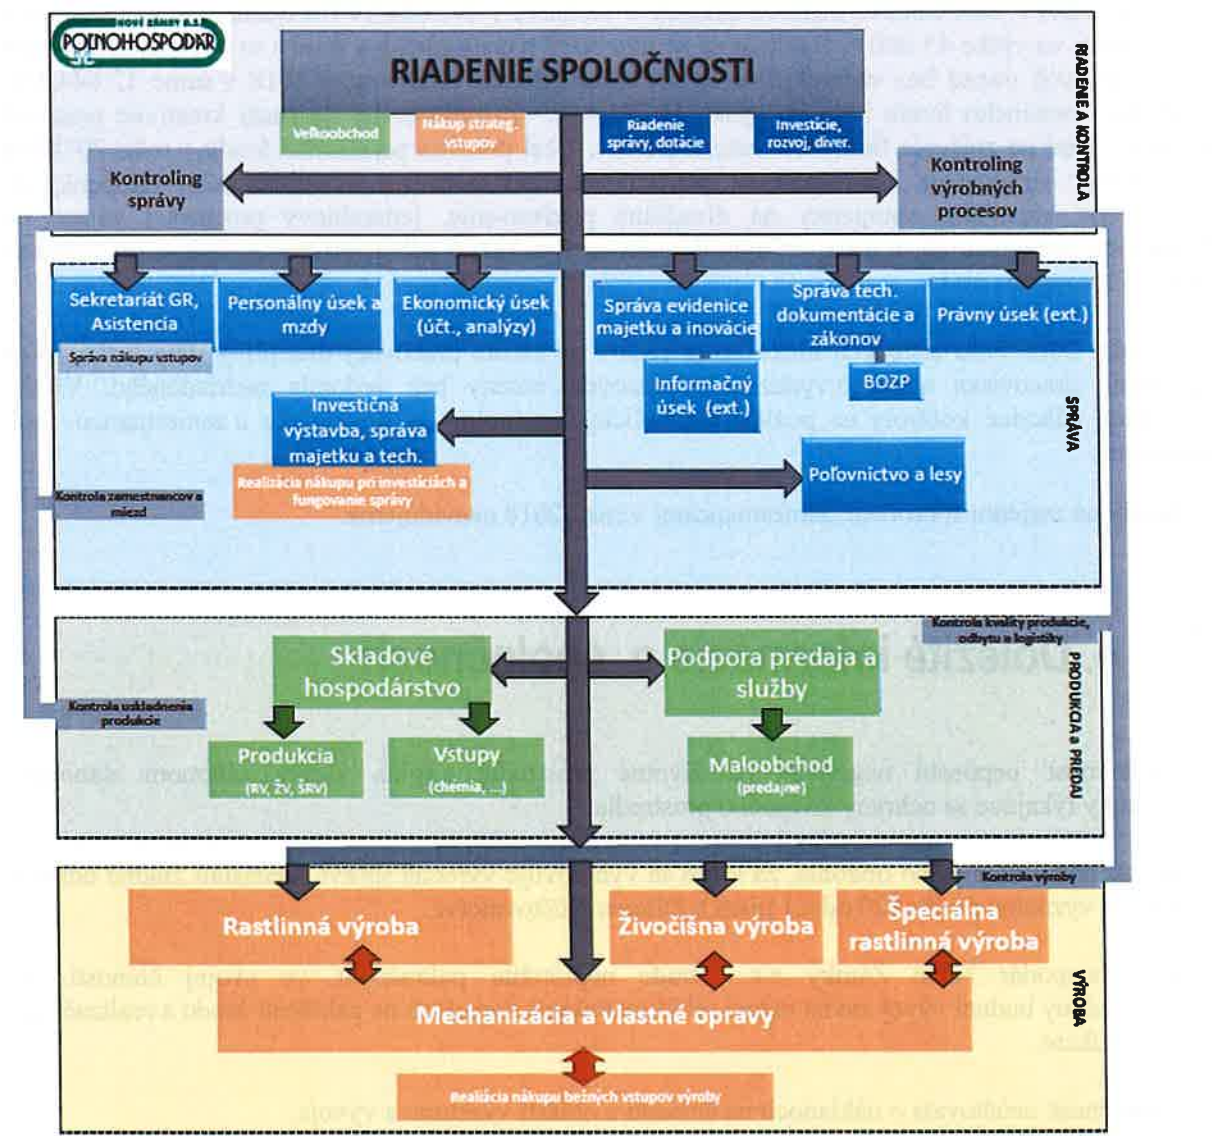 NOVÉ ZÁMKY a.s.
POĽNOHOSPODÁR
RIADENIE SPOLOČNOSTI
Veľkoobchod
Nákup strateg.
vstupov
Riadenie
správy, dotácie
Investície,
rozvoj, diver.
Kontroling
správy
Kontroling
výrobných
procesov
RIADENIE A KONTROLA
Sekretariát GR,
Asistencia
Správa nákupu vstupov
Personálny úsek a
mzdy
Ekonomický úsek
(účt., analýzy)
Správa evidenice
majetku a inovácie
Správa tech.
dokumentácie a
zákonov
Právny úsek (ext.)
Informačný
úsek (ext.)
BOZP
Investičná
výstavba, správa
majetku a tech.
Realizácia nákupu pri investíciách a
fungovanie správy
Poľovníctvo a lesy
SPRÁVA
Kontrola zamestnancov a
miezd
Kontrola kvality produkcie,
odbytu a logistiky
Skladové
hospodárstvo
Podpora predaja a
služby
Kontrola uskladnenia
produkcie
Produkcia
(RV, ŽV, ŠRV)
Vstupy
(chemia, ...)
Maloobchod
(predajne)
PRODUKCIA a PREDAJ
Kontrola výroby
Rastlinná výroba
Živočíšna výroba
Špeciálna
rastlinná výroba
Mechanizácia a vlastné opravy
Realizácia nákupu bežných vstupov výroby
VÝROBA